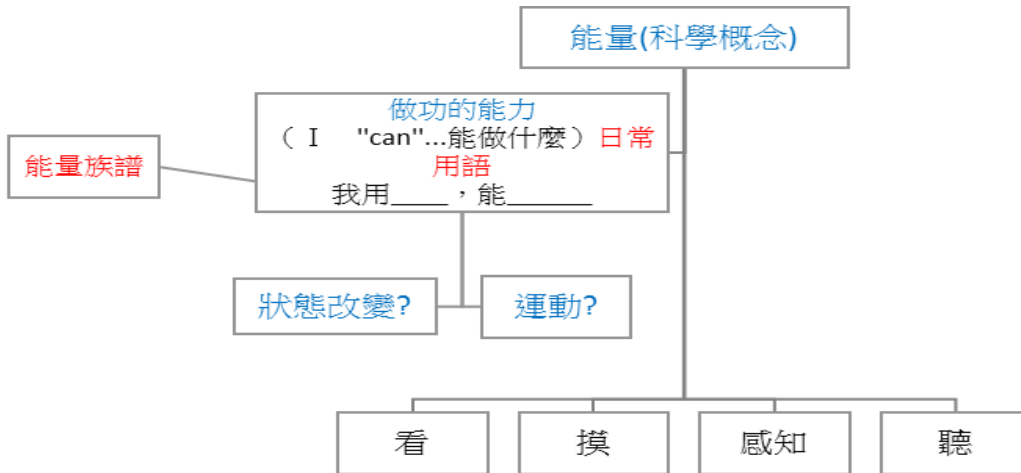 能量(科學概念)
做功的能力
（ I "can"...能做什麼）日常
用語
我用____，能______
能量族譜
狀態改變?
運動?
看
摸
感知
聽